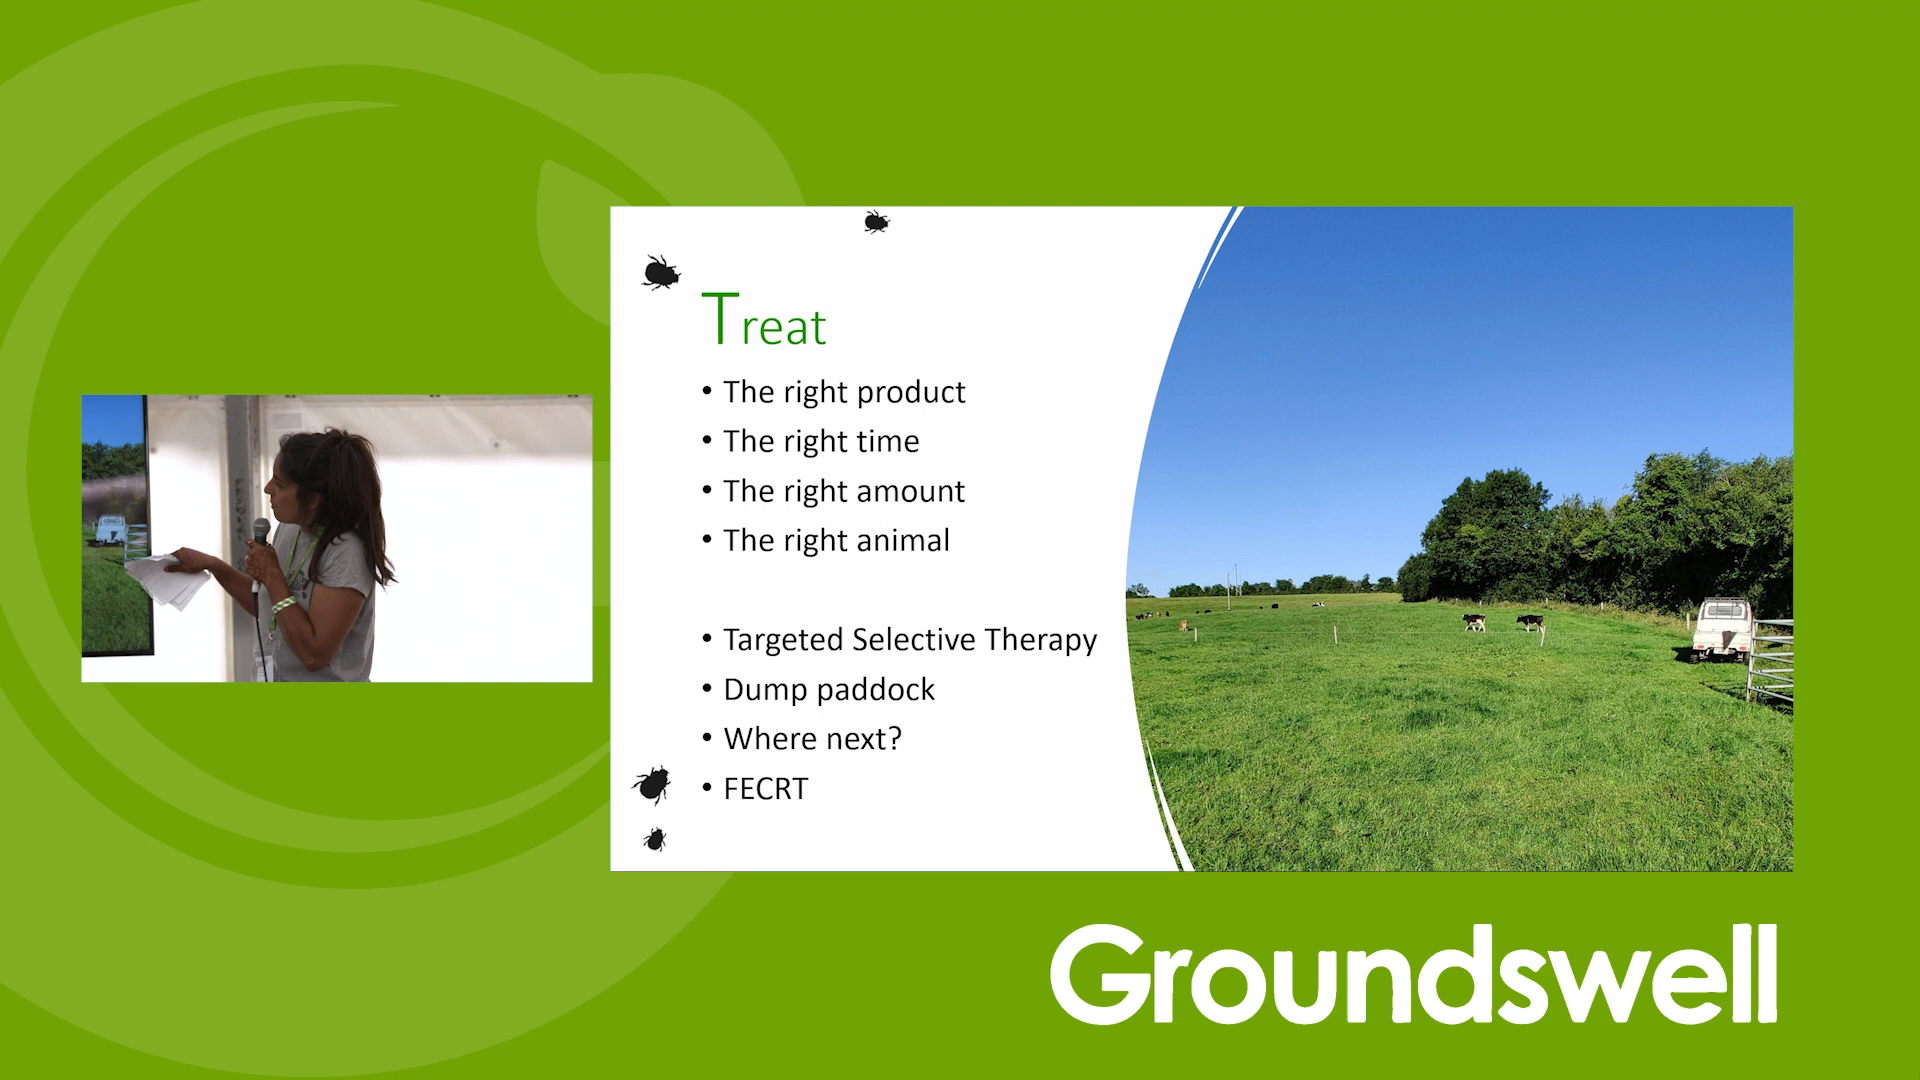 Treat
• The right product
• The right time
• The right amount
• The right animal
• Targeted Selective Therapy
• Dump paddock
• Where next?
• FECRT
Groundswell